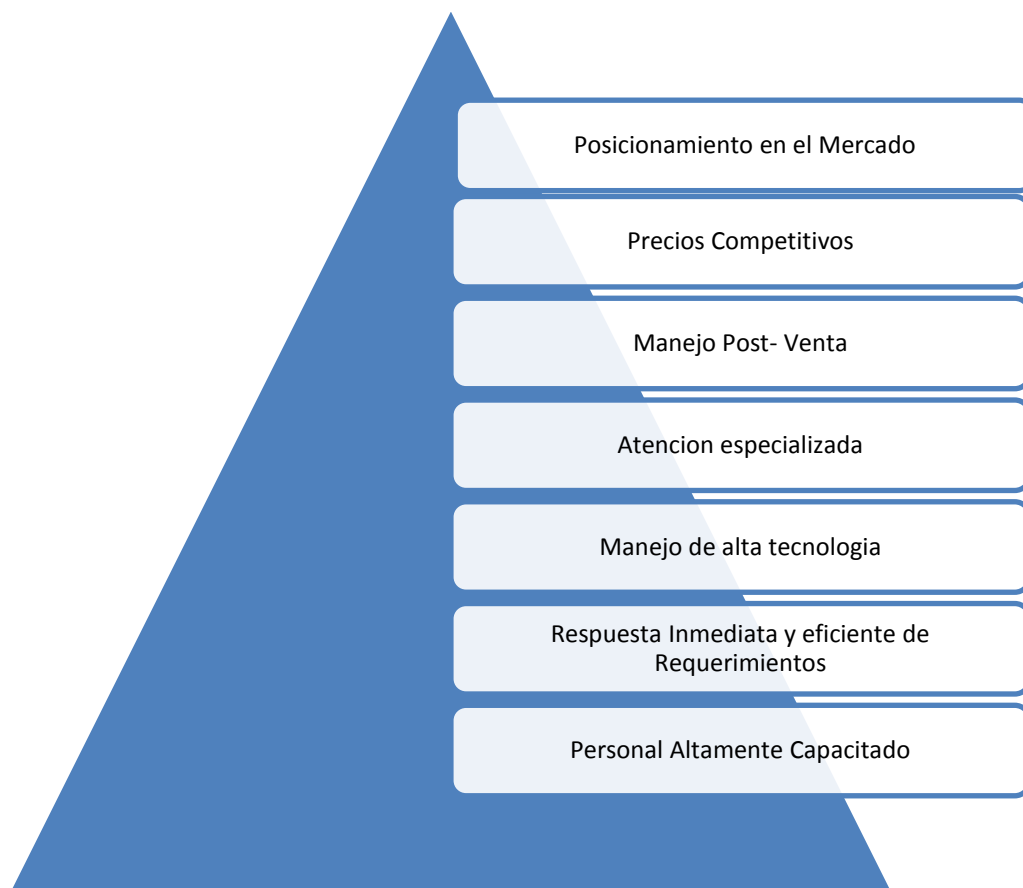 Posicionamiento en el Mercado
Precios Competitivos
Manejo Post- Venta
Atencion especializada
Manejo de alta tecnologia
Respuesta Inmediata y eficiente de
Requerimientos
Personal Altamente Capacitado